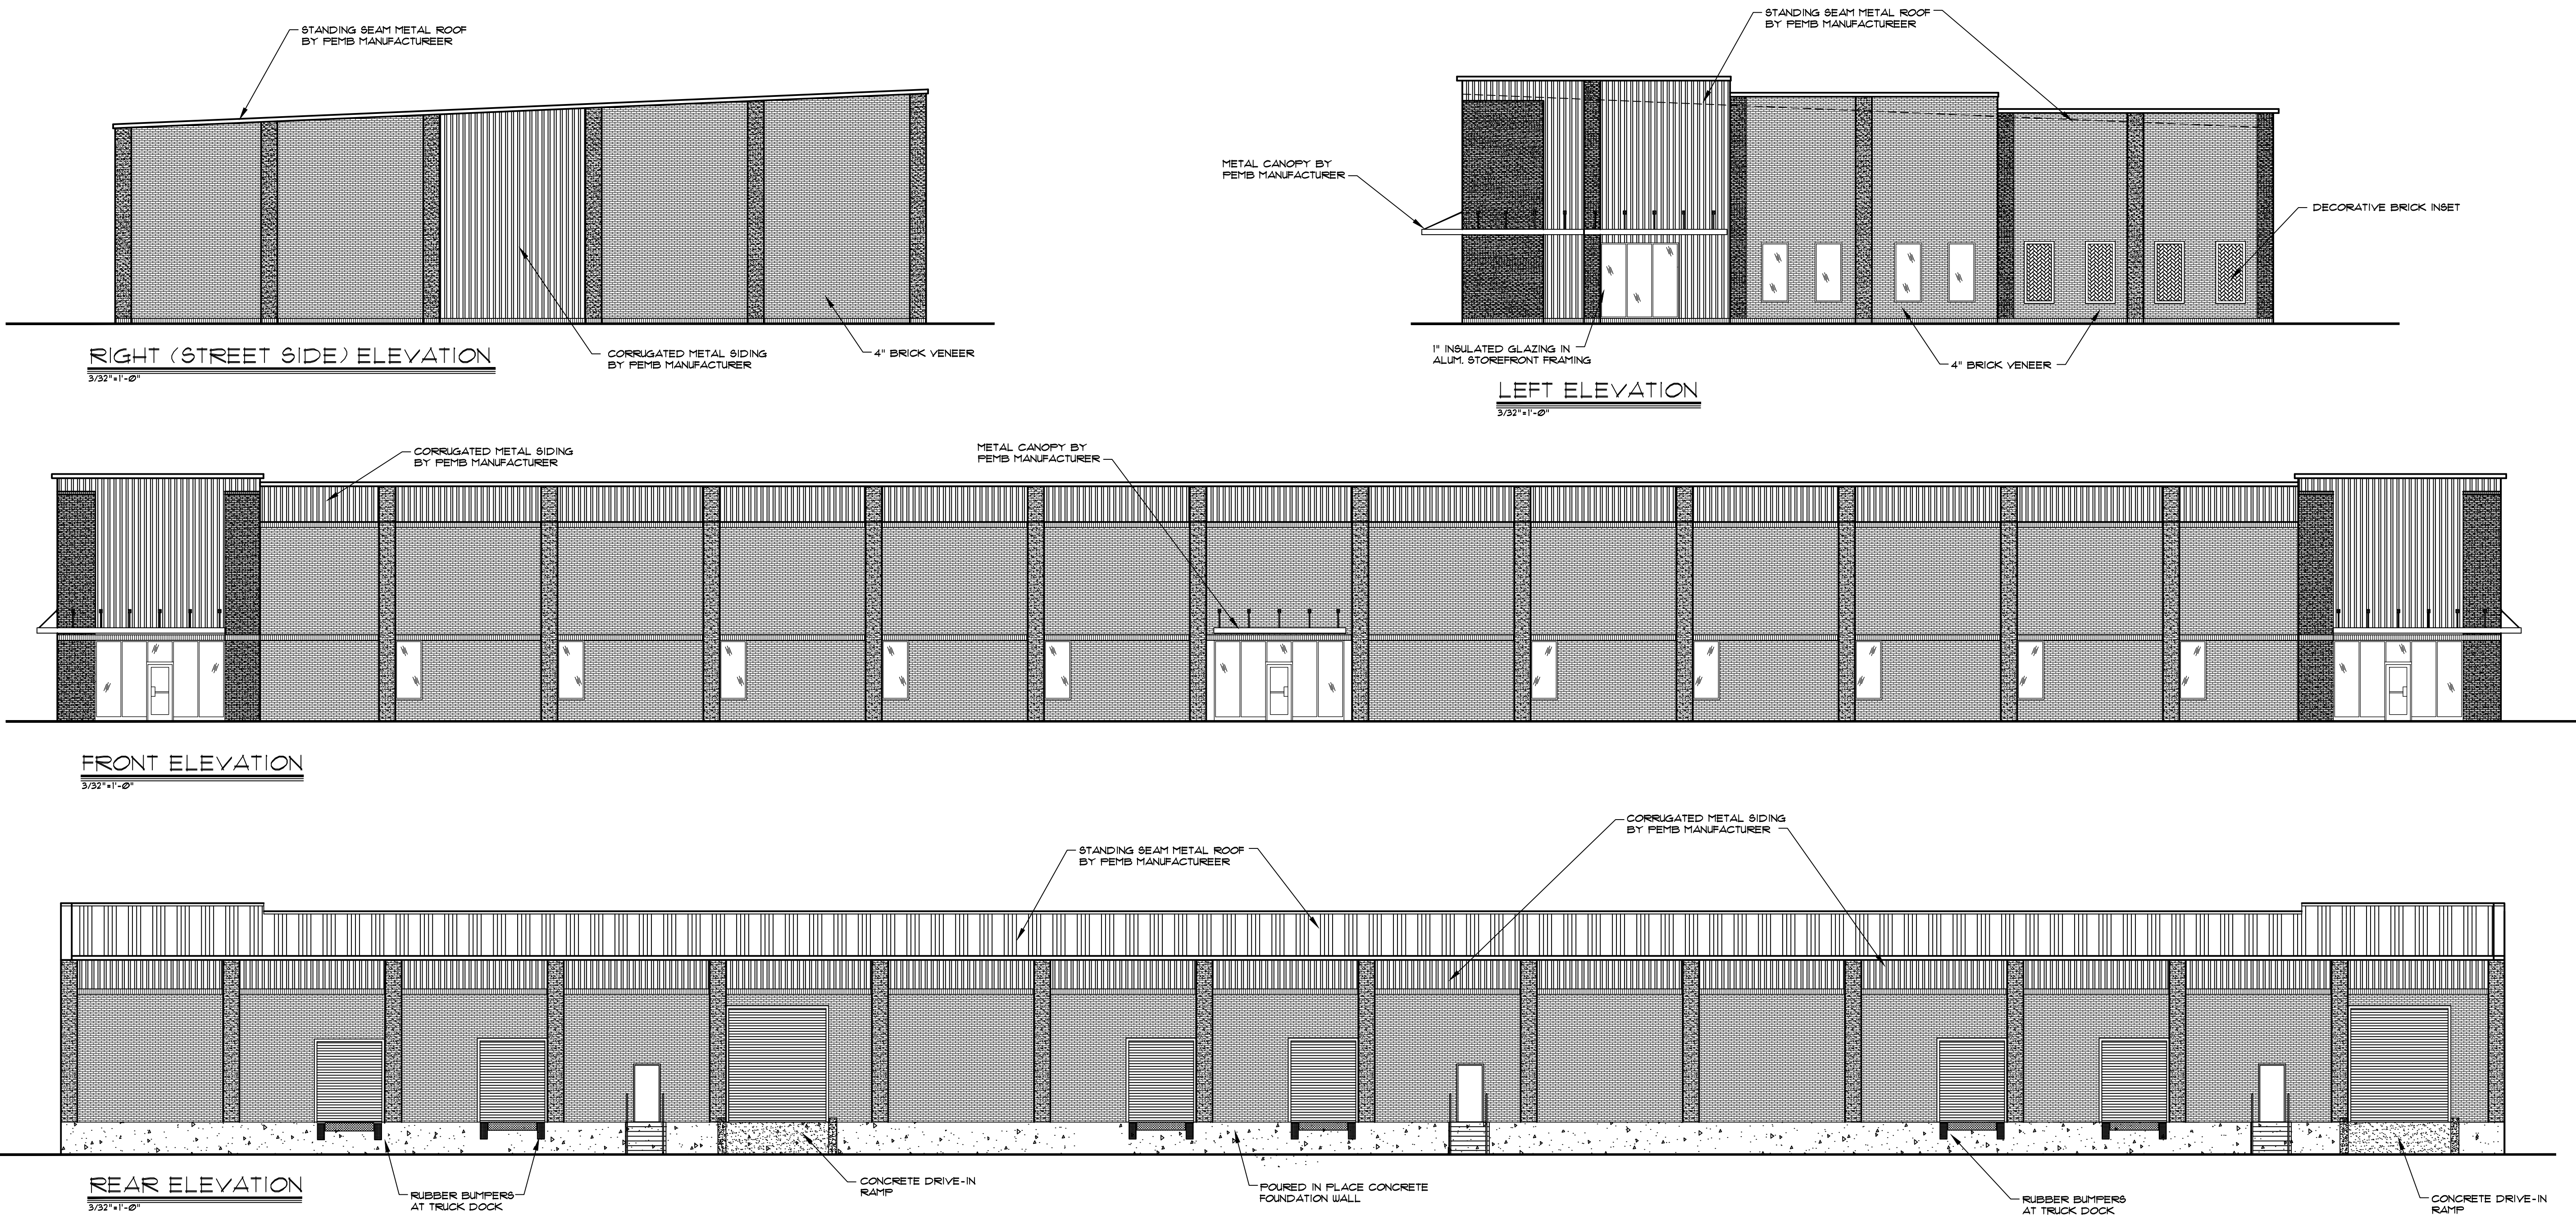 STANDING SEAM METAL ROOF
BY PEMB MANUFACTUREER
RIGHT (STREET SIDE) ELEVATION
3/32"=1'-0"
CORRUGATED METAL SIDING
BY PEMB MANUFACTURER
4" BRICK VENEER
STANDING SEAM METAL ROOF
BY PEMB MANUFACTUREER
METAL CANOPY BY
PEMB MANUFACTURER
DECORATIVE BRICK INSET
1" INSULATED GLAZING IN
ALUM. STOREFRONT FRAMING
4" BRICK VENEER
LEFT ELEVATION
3/32"=1'-0"
CORRUGATED METAL SIDING
BY PEMB MANUFACTURER
METAL CANOPY BY
PEMB MANUFACTURER
FRONT ELEVATION
3/32"=1'-0"
STANDING SEAM METAL ROOF
BY PEMB MANUFACTUREER
CORRUGATED METAL SIDING
BY PEMB MANUFACTURER
REAR ELEVATION
3/32"=1'-0"
RUBBER BUMPERS
AT TRUCK DOCK
CONCRETE DRIVE-IN
RAMP
POURED IN PLACE CONCRETE
FOUNDATION WALL
RUBBER BUMPERS
AT TRUCK DOCK
CONCRETE DRIVE-IN
RAMP